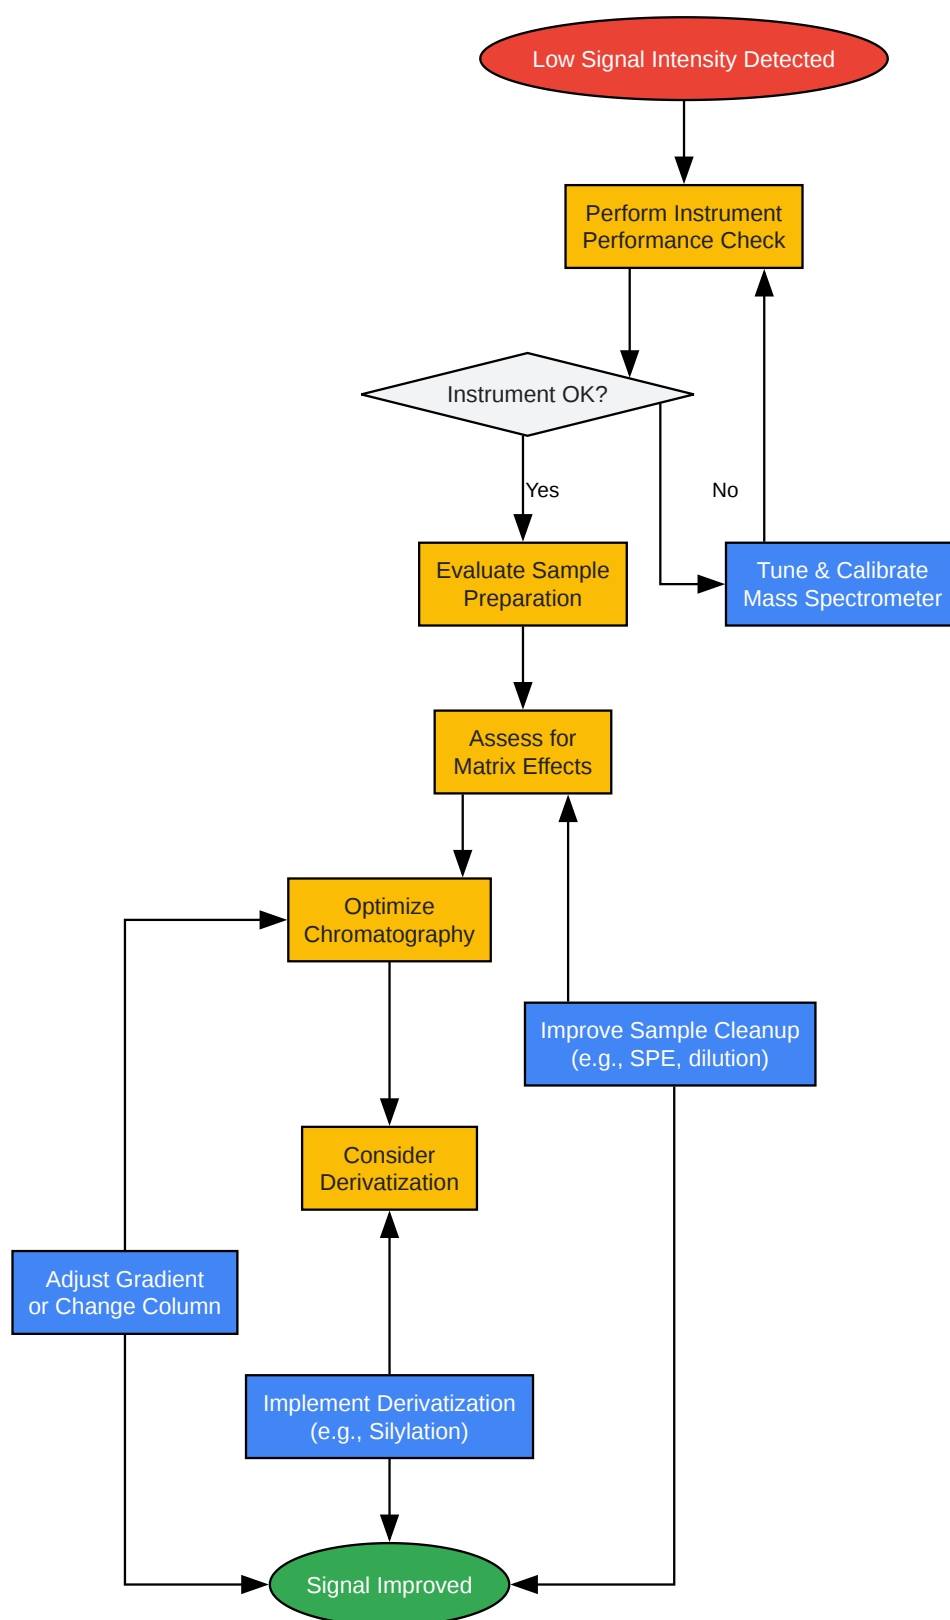 Low Signal Intensity Detected
Perform Instrument
Performance Check
Instrument OK?
Yes
No
Evaluate Sample
Preparation
Tune & Calibrate
Mass Spectrometer
Assess for
Matrix Effects
Optimize
Chromatography
Improve Sample Cleanup
(e.g., SPE, dilution)
Consider
Derivatization
Adjust Gradient
or Change Column
Implement Derivatization
(e.g., Silylation)
Signal Improved